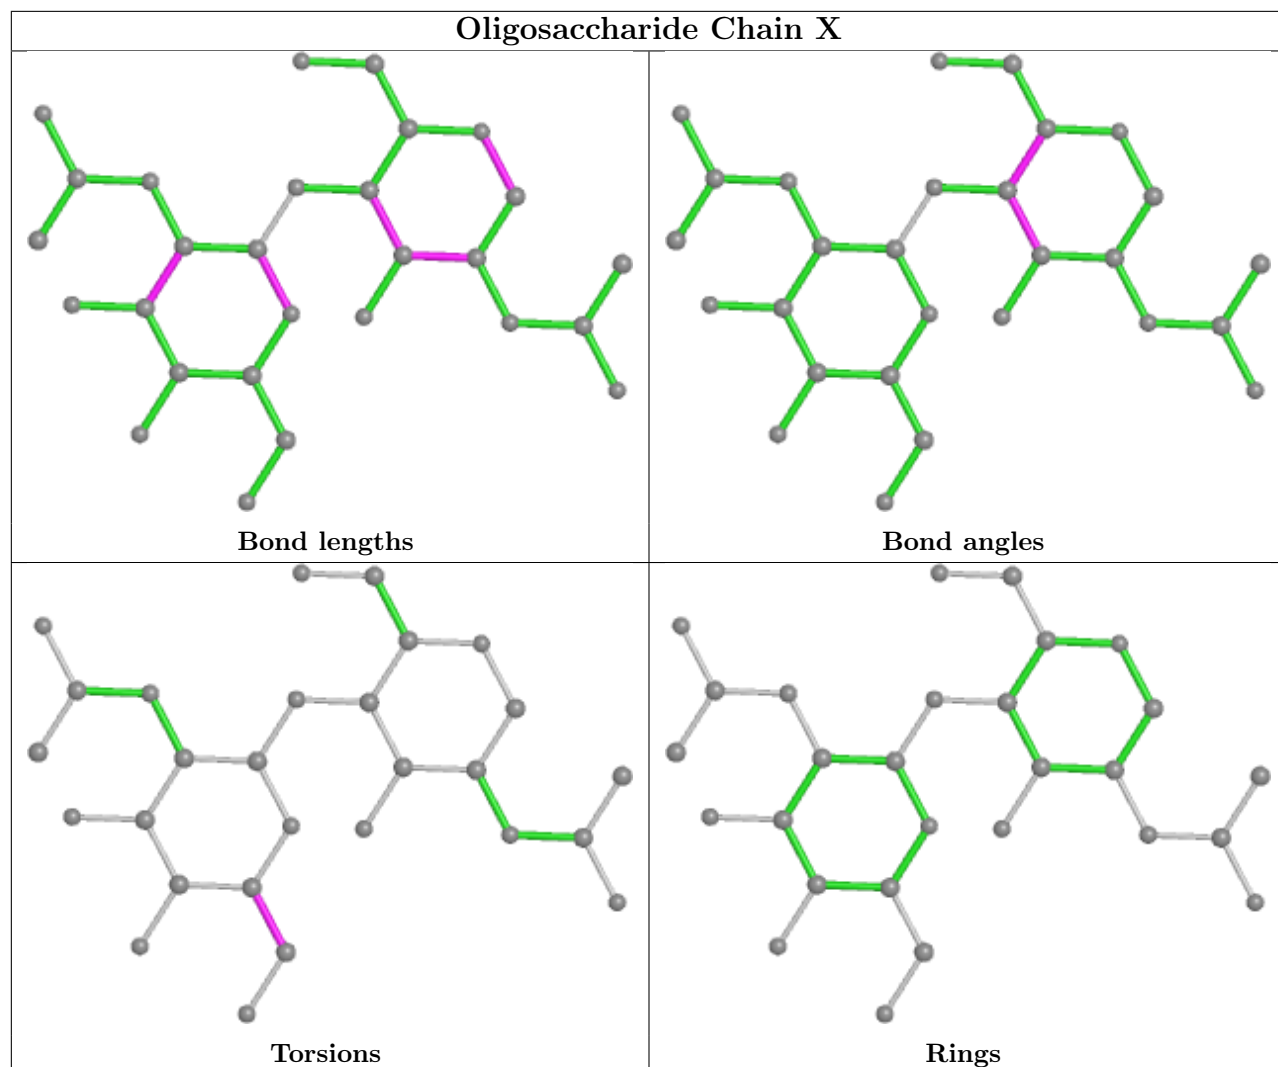 Oligosaccharide Chain X
Bond lengths
Bond angles
Torsions
Rings